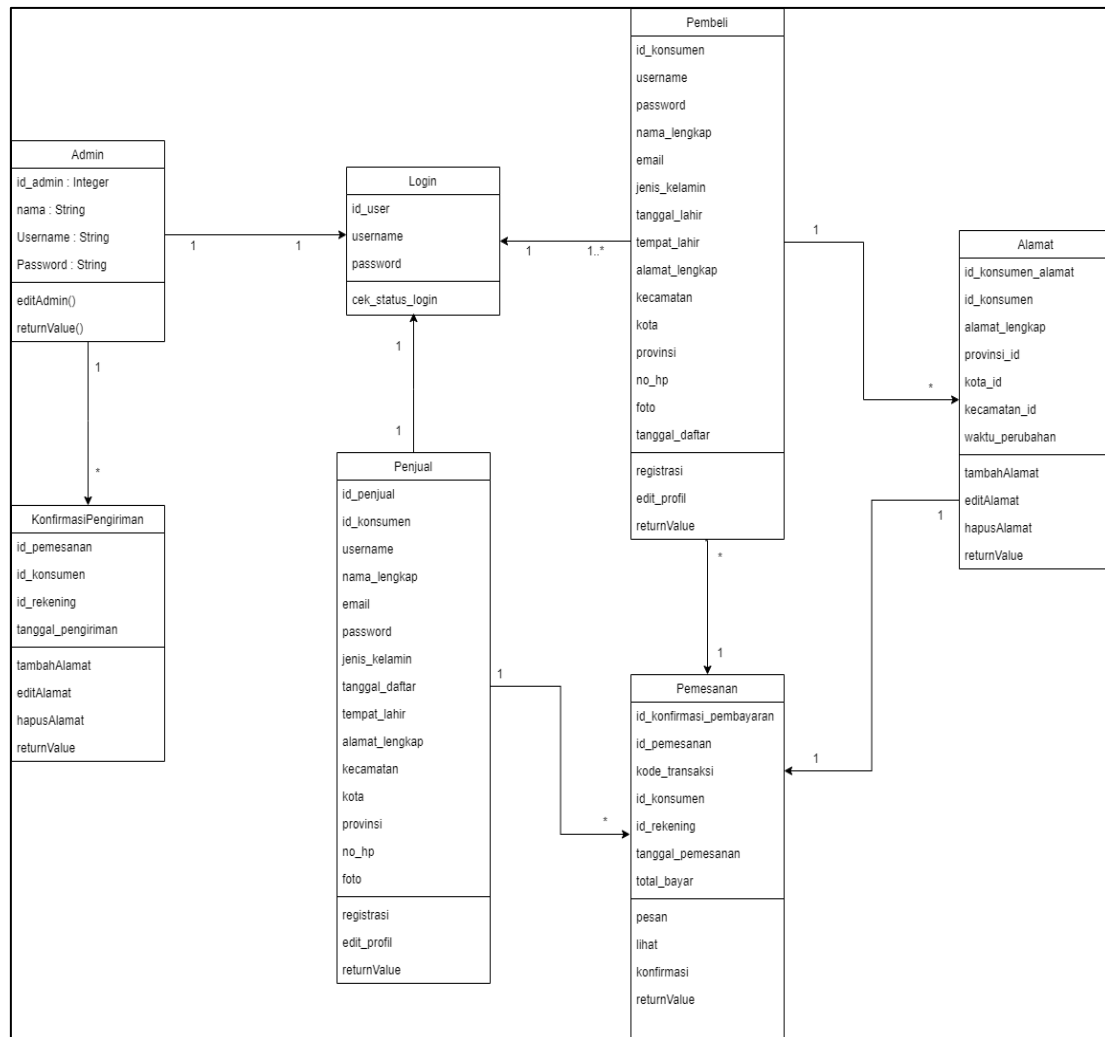 Admin
id_admin : Integer
nama : String
Username : String
Password : String
editAdmin()
returnValue()
1
1
1
*
KonfirmasiPengiriman
id_pemesanan
id_konsumen
id_rekening
tanggal_pengiriman
tambahAlamat
editAlamat
hapusAlamat
returnValue
Login
id_user
username
password
cek_status_login
1
1
Penjual
id_penjual
id_konsumen
username
nama_lengkap
email
password
jenis_kelamin
tanggal_daftar
tempat_lahir
alamat_lengkap
kecamatan
kota
provinsi
no_hp
foto
registrasi
edit_profil
returnValue
1
*
1
1..*
Pembeli
id_konsumen
username
password
nama_lengkap
email
jenis_kelamin
tanggal_lahir
tempat_lahir
alamat_lengkap
kecamatan
kota
provinsi
no_hp
foto
tanggal_daftar
registrasi
edit_profil
returnValue
*
1
Pemesanan
id_konfirmasi_pembayaran
id_pemesanan
kode_transaksi
id_konsumen
id_rekening
tanggal_pemesanan
total_bayar
pesan
lihat
konfirmasi
returnValue
1
*
Alamat
id_konsumen_alamat
id_konsumen
alamat_lengkap
provinsi_id
kota_id
kecamatan_id
waktu_perubahan
tambahAlamat
editAlamat
hapusAlamat
returnValue
1
1